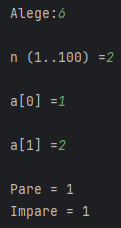 Alege:6
n (1..100) =2
a[0] =1
a[1] =2
Pare = 1
Impare = 1